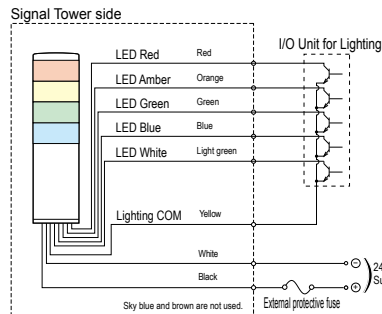 Signal Tower side
I/O Unit for Lighting
LED Red Red
LED Amber Orange
LED Green Green
LED Blue Blue
LED White Light green
Lighting COM Yellow
White
Black
24
Sky blue and brown are not used.
External protective fuse